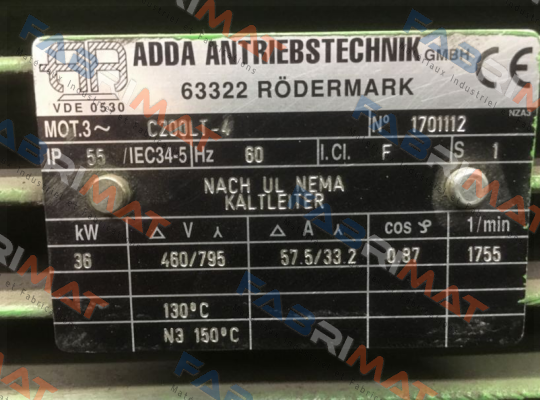 ADDA ANTRIEBSTECHNIK GMBH
63322 RÖDERMARK
CE
VDE 0530
NZA3
MOT.3~ C200LT-4 Nº 1701112
IP 55 /IEC34-5 Hz 60 I.Cl. F S 1
NACH UL NEMA
KALTLEITER
kW △ V ⅄ △ A ⅄ cos φ 1/min
36 460/795 57.5/33.2 0.87 1755
130°C
N3 150°C
FABRIMAT